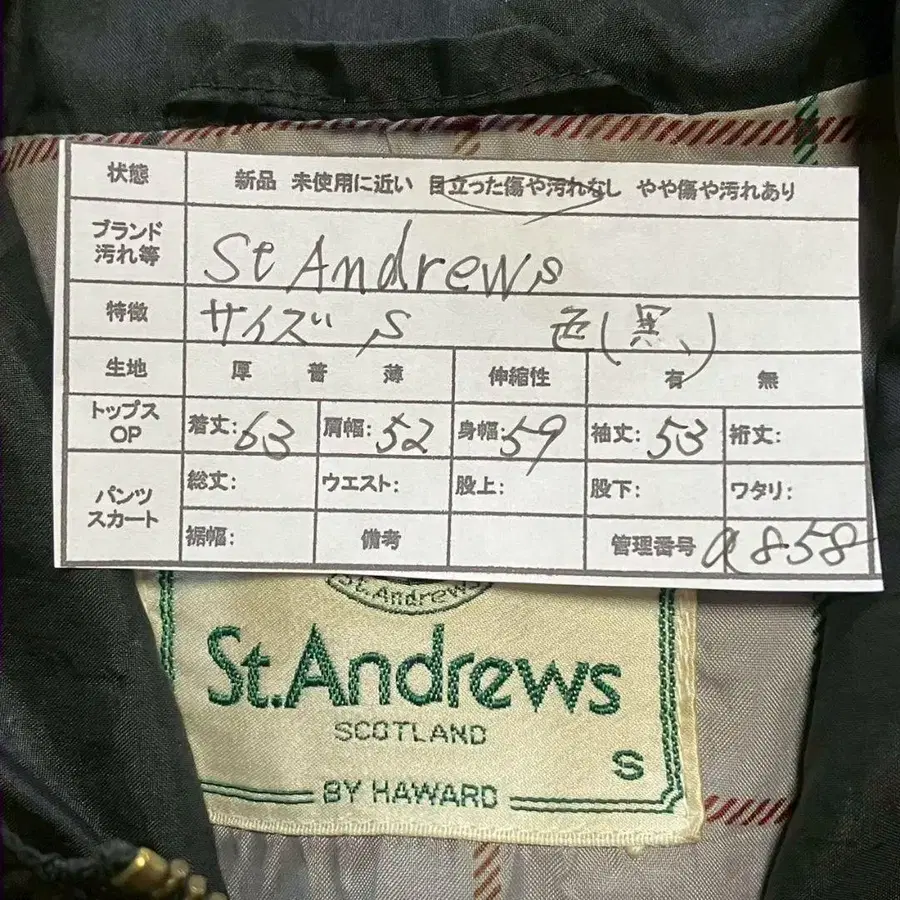 状態 新品 未使用に近い 目立った傷や汚れなし やや傷や汚れあり
ブランド
汚れ等 St Andrews
特徴 サイズ S 色(黒)
生地 厚 普 薄 伸縮性 有 無
トップス
OP 着丈:63 肩幅:52 身幅:59 袖丈:53 裄丈:
パンツ
スカート 総丈: ウエスト: 股上: 股下: ワタリ:
裾幅: 備考 管理番号 a858
St.Andrews
St.Andrews
SCOTLAND
S
BY HAWARD